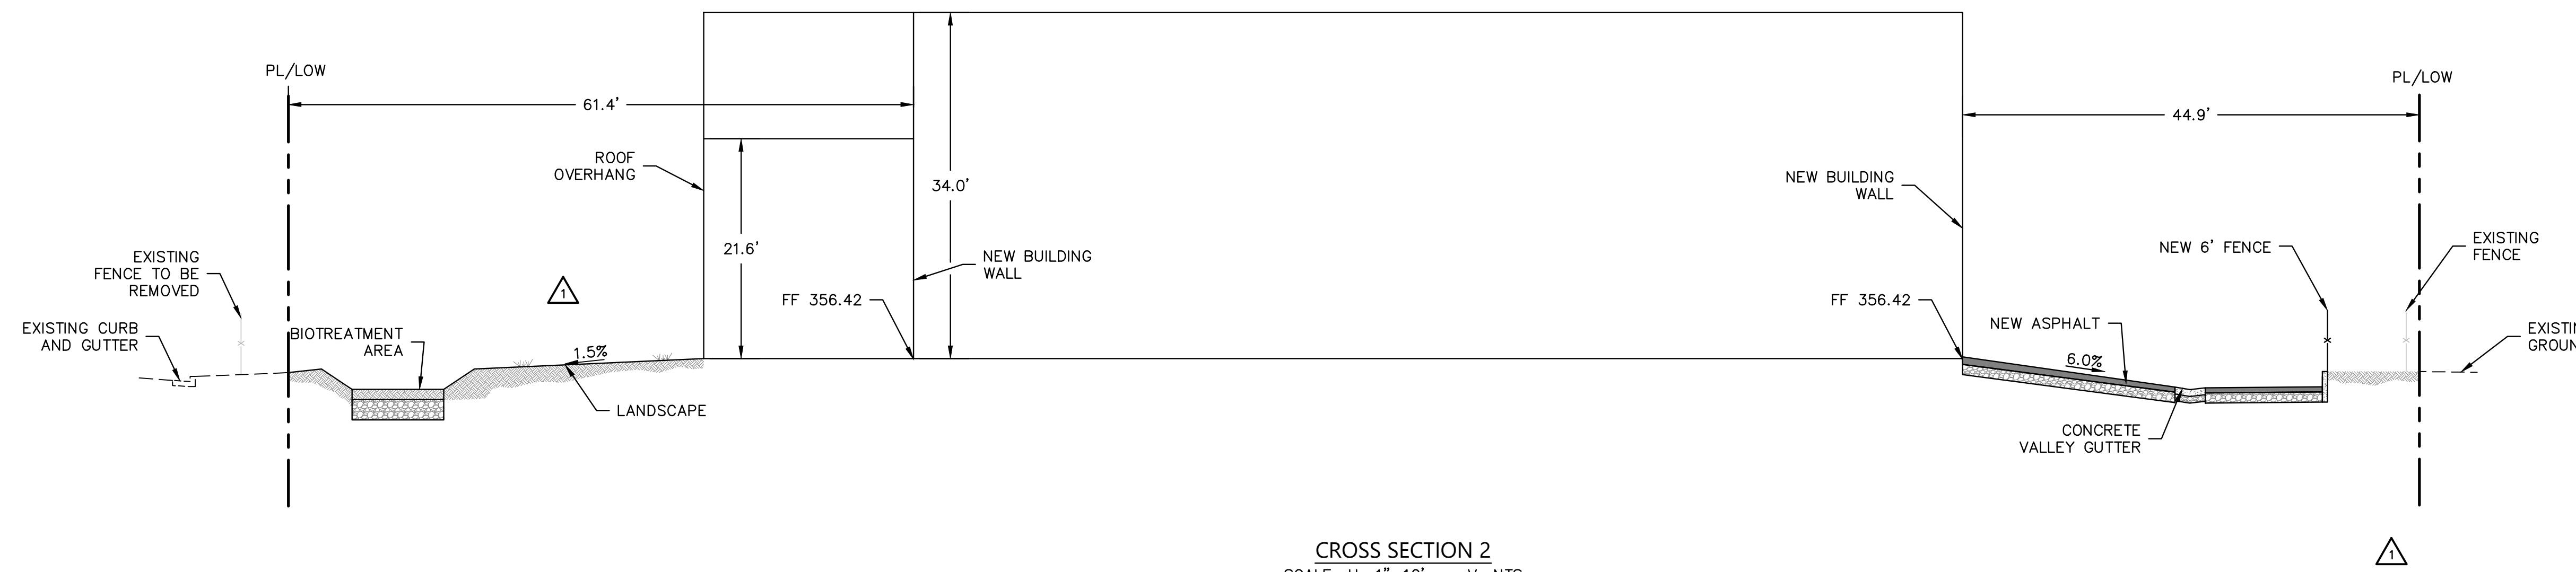 PL/LOW
PL/LOW
61.4'
44.9'
ROOF
OVERHANG
34.0'
NEW BUILDING
WALL
21.6'
EXISTING
FENCE TO BE
REMOVED
NEW BUILDING
WALL
NEW 6' FENCE
EXISTING
FENCE
1
FF 356.42
FF 356.42
EXISTING CURB
AND GUTTER
BIOTREATMENT
AREA
1.5%
NEW ASPHALT
6.0%
LANDSCAPE
CONCRETE
VALLEY GUTTER
CROSS SECTION 2
1